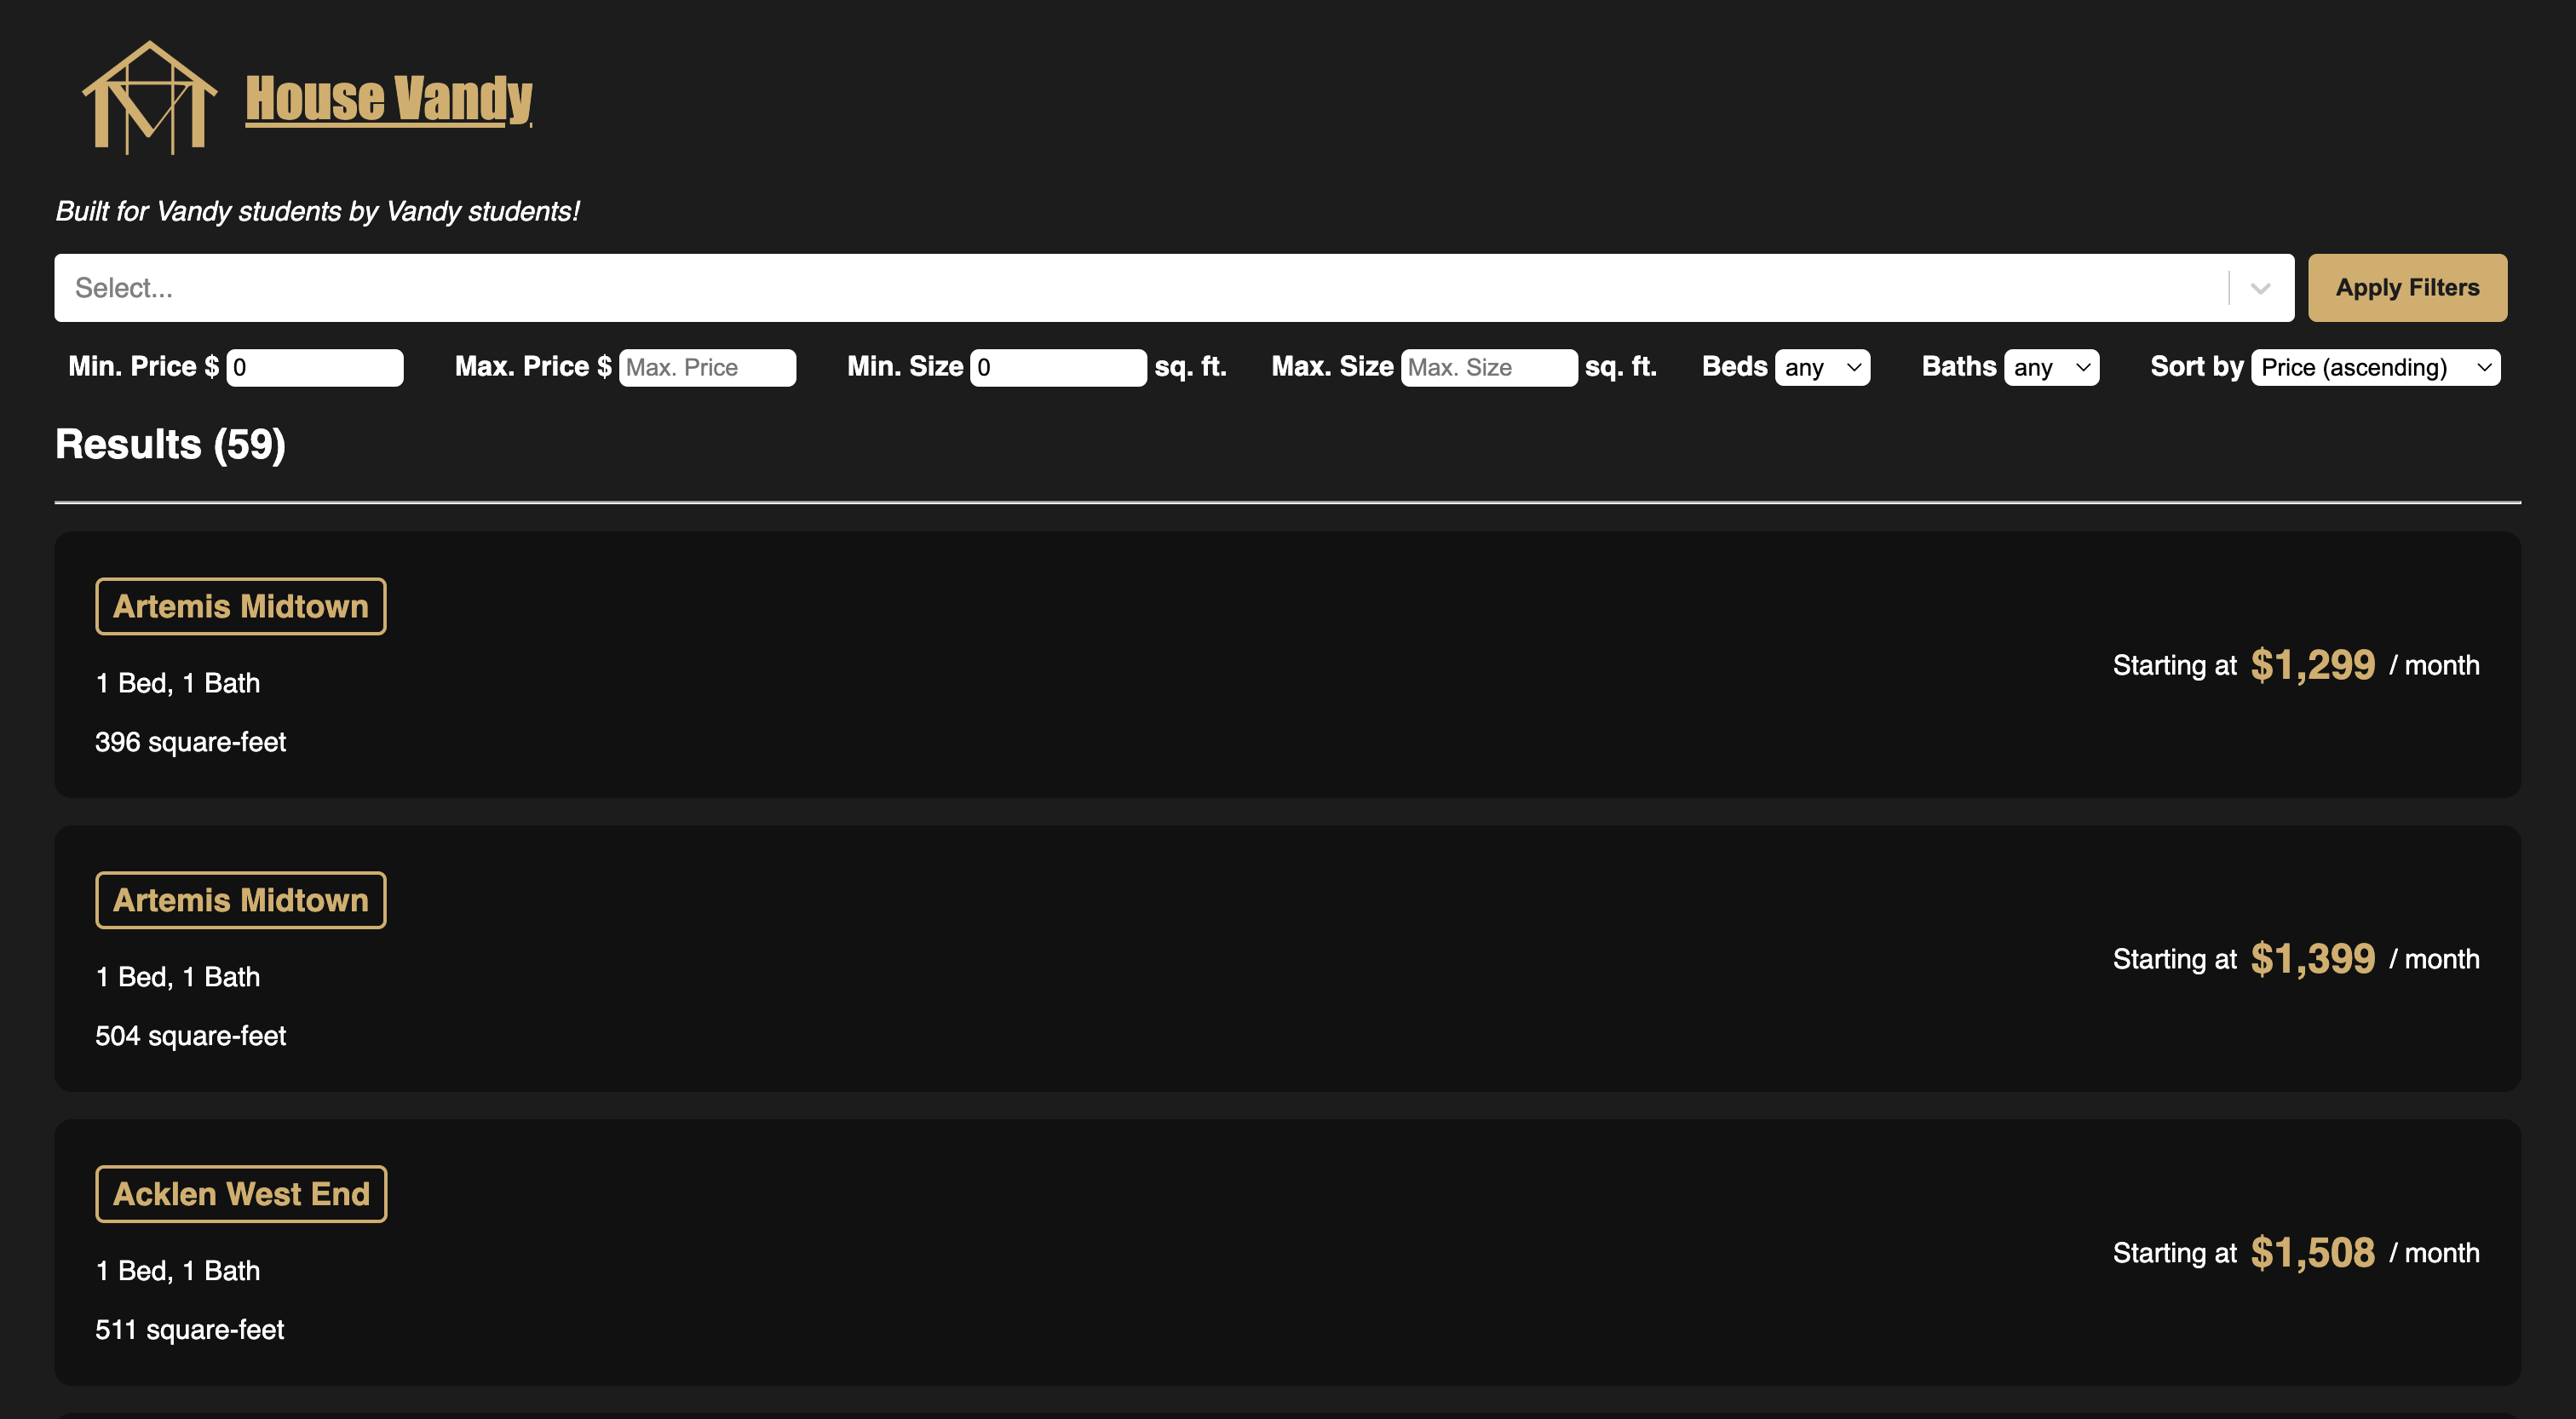 House Vandy
Built for Vandy students by Vandy students!
Select...
Apply Filters
Min. Price $ 0 Max. Price $ Max. Price Min. Size 0 sq. ft. Max. Size Max. Size sq. ft. Beds any Baths any Sort by Price (ascending)
Results (59)
Artemis Midtown
1 Bed, 1 Bath
396 square-feet
Starting at $1,299 / month
Artemis Midtown
1 Bed, 1 Bath
504 square-feet
Starting at $1,399 / month
Acklen West End
1 Bed, 1 Bath
511 square-feet
Starting at $1,508 / month